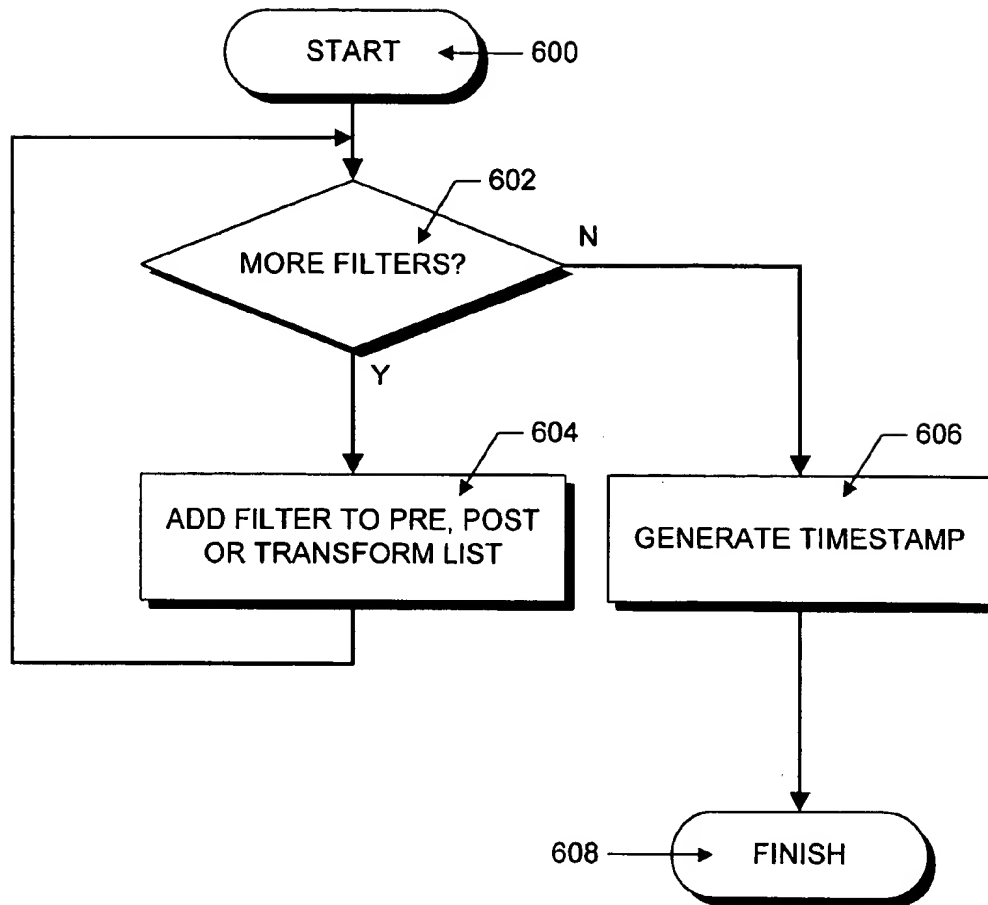 START
600
602
MORE FILTERS?
N
Y
604
606
ADD FILTER TO PRE, POST
OR TRANSFORM LIST
GENERATE TIMESTAMP
608
FINISH